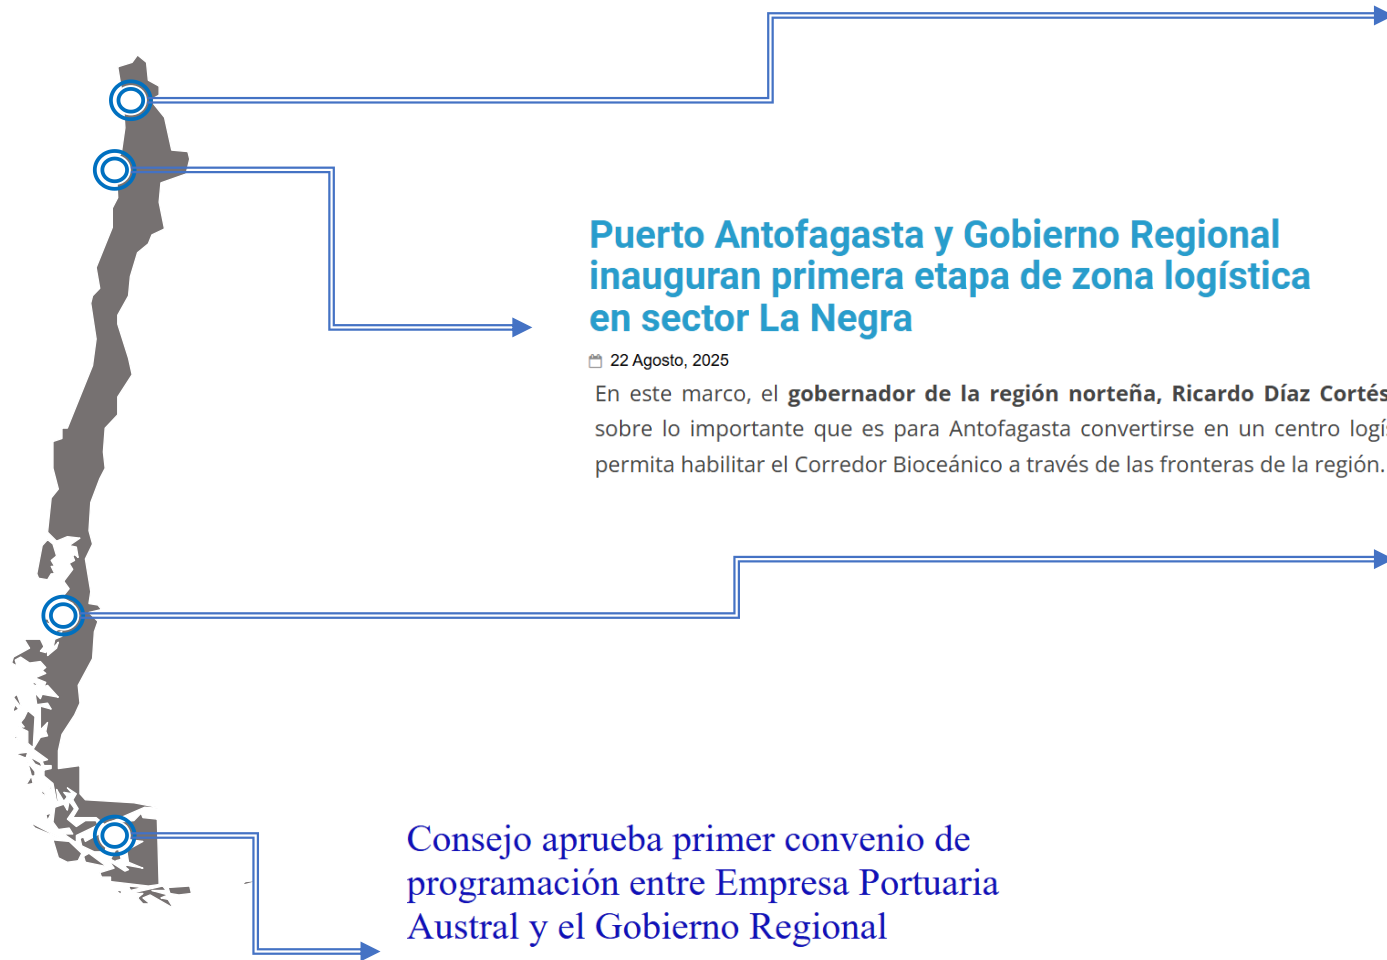 Puerto Antofagasta y Gobierno Regional
inauguran primera etapa de zona logística
en sector La Negra
22 Agosto, 2025
En este marco, el gobernador de la región norteña, Ricardo Díaz Cortés
sobre lo importante que es para Antofagasta convertirse en un centro
permita habilitar el Corredor Bioceánico a través de las fronteras de la región.
Consejo aprueba primer convenio de
programación entre Empresa Portuaria
Austral y el Gobierno Regional